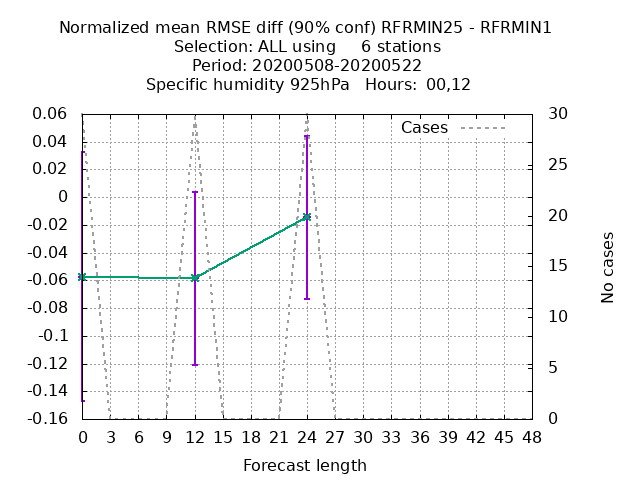 Normalized mean RMSE diff (90% conf) RFRMIN25 - RFRMIN1
Selection: ALL using 6 stations
Period: 20200508-20200522
Specific humidity 925hPa Hours: 00,12
Cases
0.06
0.04
0.02
0
-0.02
-0.04
-0.06
-0.08
-0.1
-0.12
-0.14
-0.16
30
25
20
15
10
5
0
No cases
0 3 6 9 12 15 18 21 24 27 30 33 36 39 42 45 48
Forecast length